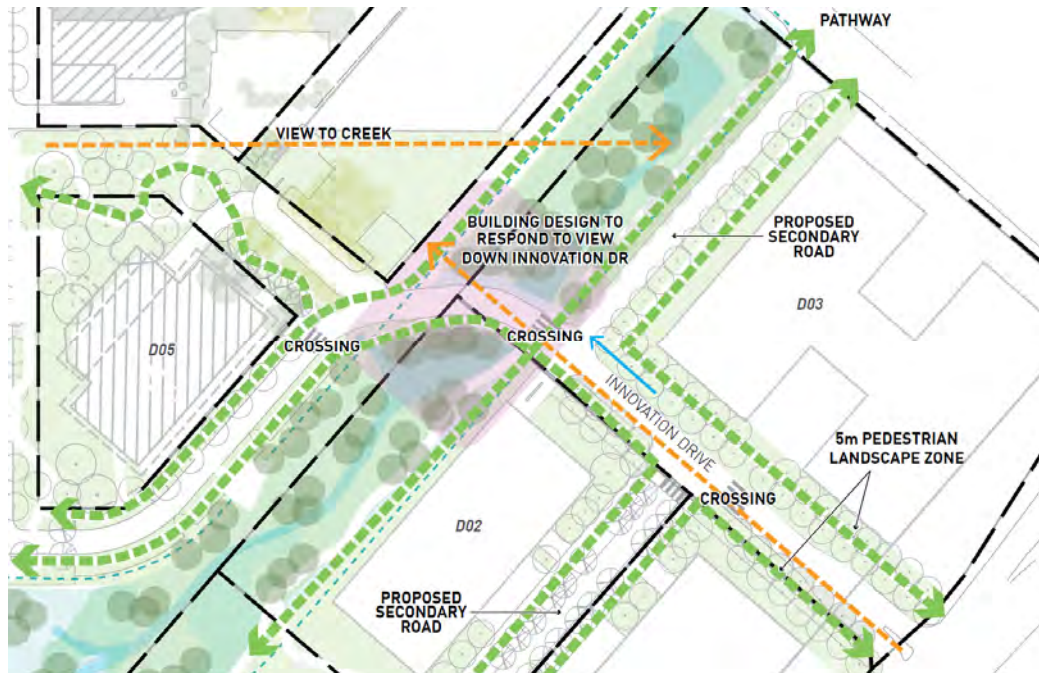 PATHWAY
VIEW TO CREEK
BUILDING DESIGN TO
RESPOND TO VIEW
DOWN INNOVATION DR
PROPOSED
SECONDARY
ROAD
D03
CROSSING
CROSSING
D05
INNOVATION DRIVE
5m PEDESTRIAN
LANDSCAPE ZONE
CROSSING
D02
PROPOSED
SECONDARY
ROAD